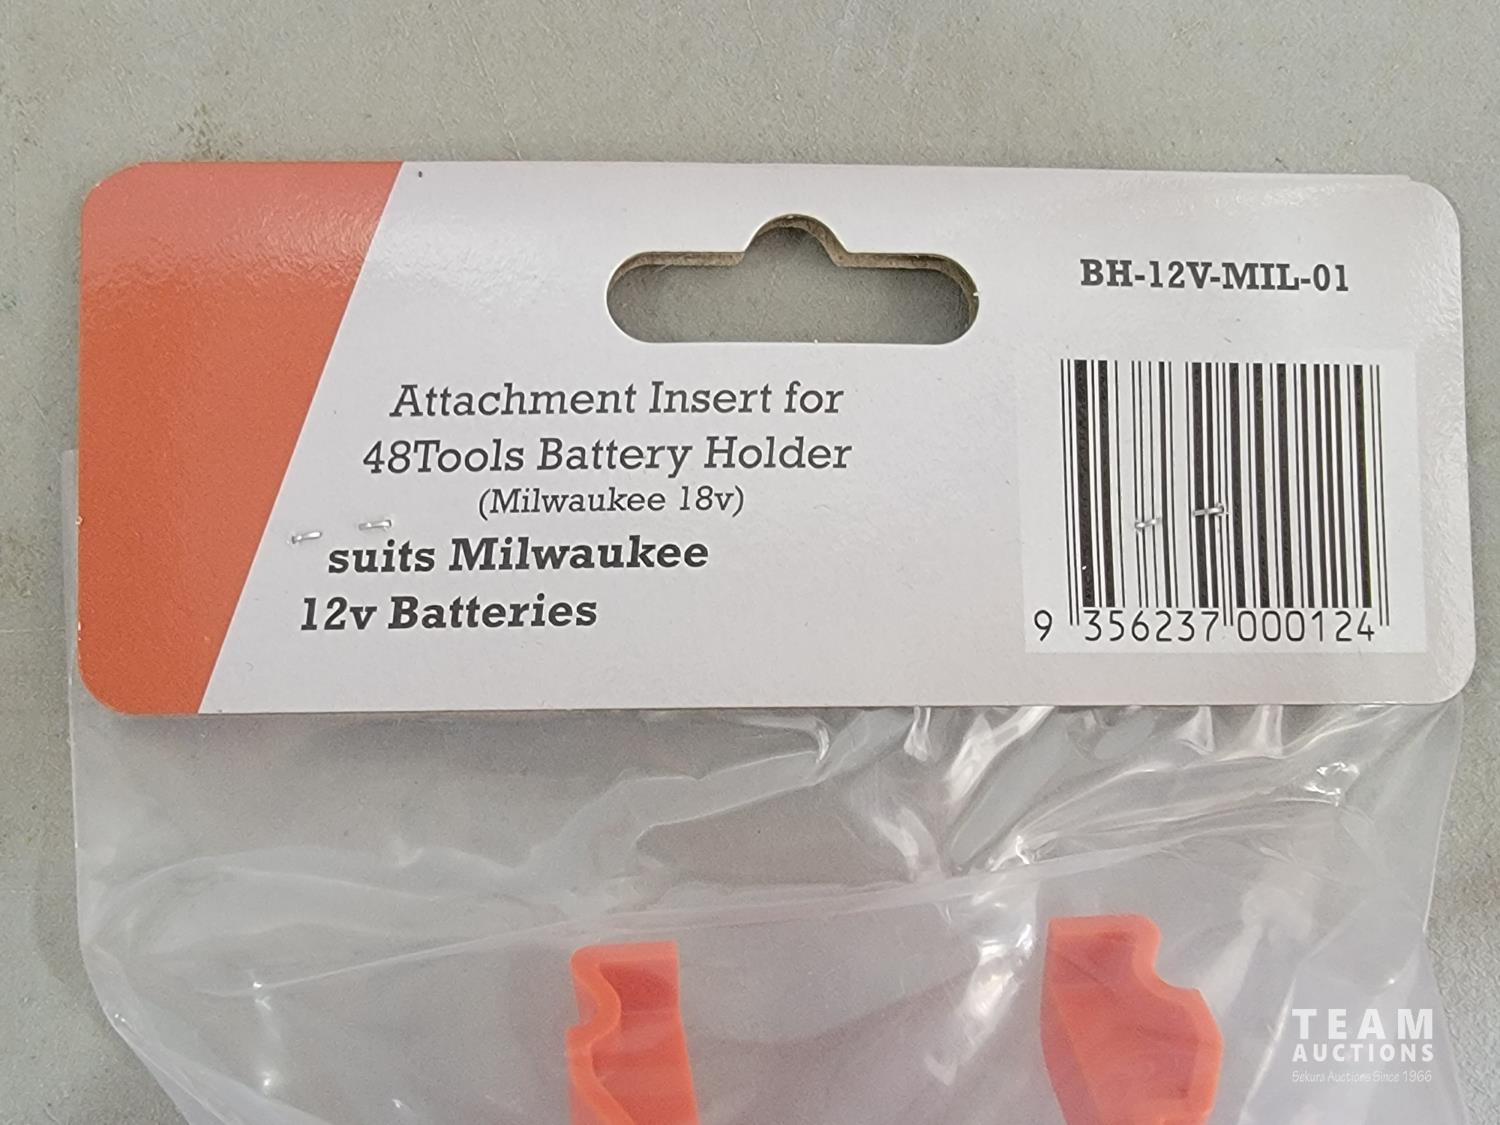 BH-12V-MIL-01
Attachment Insert for
48Tools Battery Holder
(Milwaukee 18v)
suits Milwaukee
12v Batteries
9 356237 000124
TEAM
AUCTIONS
Sekura Auctions Since 1966